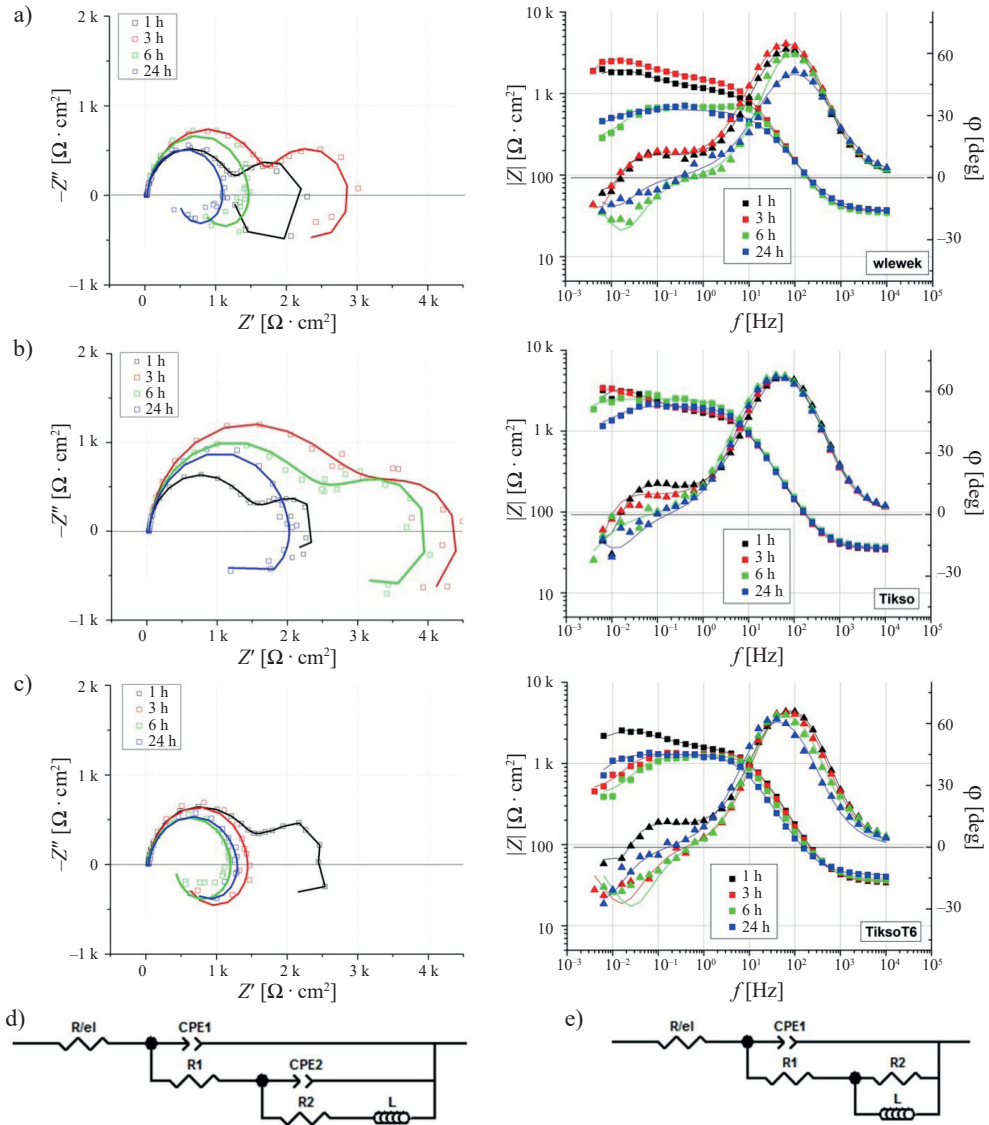 a)
1 h
3 h
6 h
24 h
2 k
1 k
0
−1 k
−Z″ [Ω · cm²]
0
1 k
2 k
3 k
4 k
Z′ [Ω · cm²]
10 k
1 k
100
10
|Z| [Ω · cm²]
60
30
0
−30
φ [deg]
1 h
3 h
6 h
24 h
wlewek
10⁻³
10⁻²
10⁻¹
10⁰
10¹
10²
10³
10⁴
10⁵
f [Hz]
b)
1 h
3 h
6 h
24 h
2 k
1 k
0
−1 k
−Z″ [Ω · cm²]
0
1 k
2 k
3 k
4 k
Z′ [Ω · cm²]
10 k
1 k
100
10
|Z| [Ω · cm²]
60
30
0
−30
φ [deg]
1 h
3 h
6 h
24 h
Tikso
10⁻³
10⁻²
10⁻¹
10⁰
10¹
10²
10³
10⁴
10⁵
f [Hz]
c)
1 h
3 h
6 h
24 h
2 k
1 k
0
−1 k
−Z″ [Ω · cm²]
0
1 k
2 k
3 k
4 k
Z′ [Ω · cm²]
10 k
1 k
100
10
|Z| [Ω · cm²]
60
30
0
−30
φ [deg]
1 h
3 h
6 h
24 h
TiksoT6
10⁻³
10⁻²
10⁻¹
10⁰
10¹
10²
10³
10⁴
10⁵
f [Hz]
d)
R/el
CPE1
R1
CPE2
R2
L
e)
R/el
CPE1
R1
R2
L